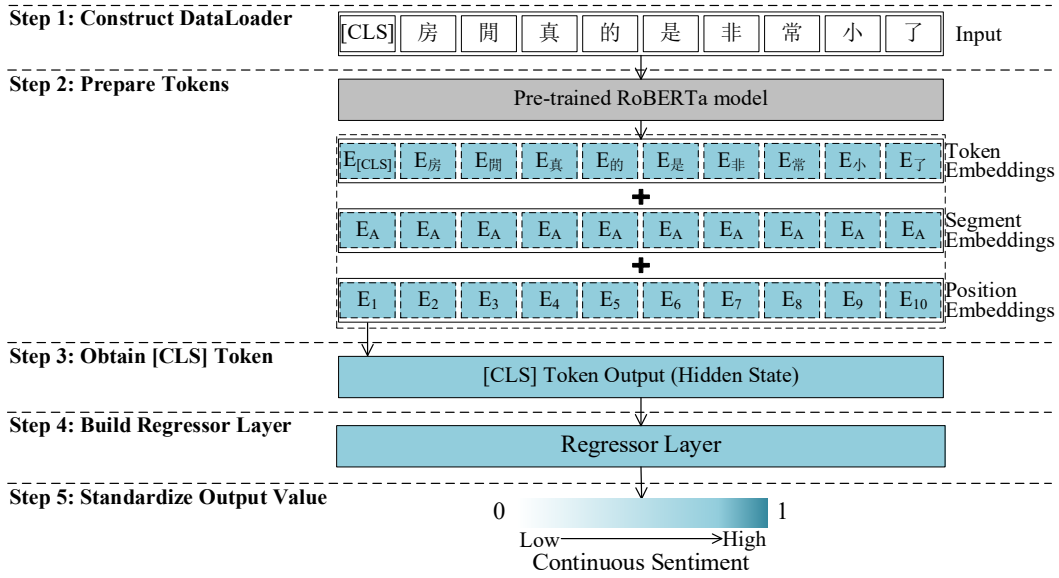 Step 1: Construct DataLoader
[CLS] 房 閒 真 的 是 非 常 小 了 Input
Step 2: Prepare Tokens
Pre-trained RoBERTa model
E[CLS] E房 E閒 E真 E的 E是 E非 E常 E小 E了 Token Embeddings
+
EA EA EA EA EA EA EA EA EA EA Segment Embeddings
+
E1 E2 E3 E4 E5 E6 E7 E8 E9 E10 Position Embeddings
Step 3: Obtain [CLS] Token
[CLS] Token Output (Hidden State)
Step 4: Build Regressor Layer
Regressor Layer
Step 5: Standardize Output Value
0 1
Low High
Continuous Sentiment